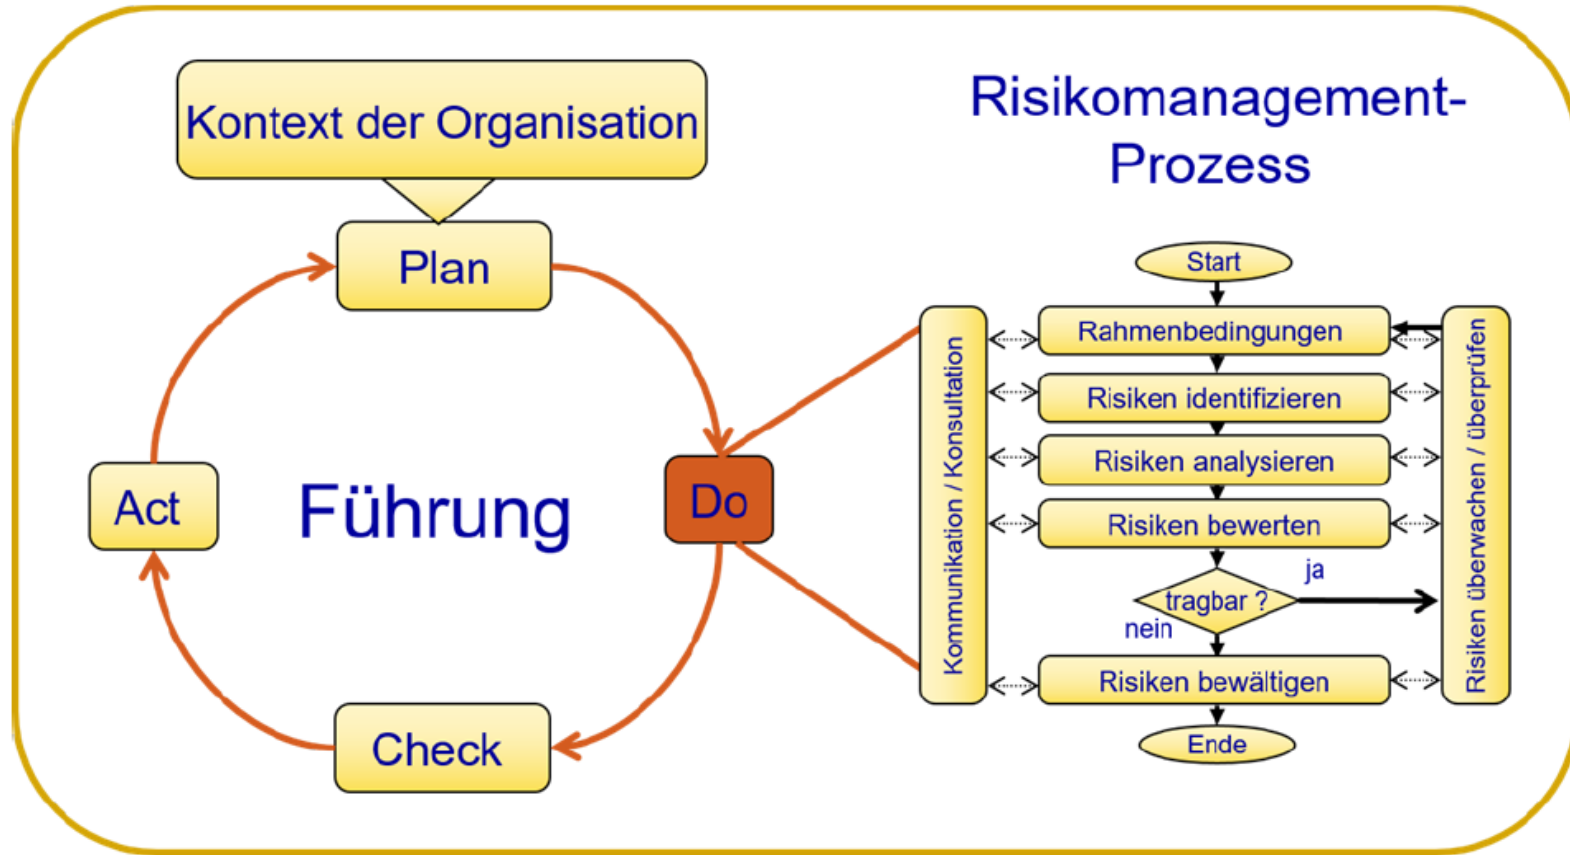 Kontext der Organisation
Plan
Act
Führung
Do
Check
Risikomanagement-
Prozess
Start
Kommunikation / Konsultation
Rahmenbedingungen
Risiken identifizieren
Risiken analysieren
Risiken bewerten
tragbar ?
ja
nein
Risiken bewältigen
Ende
Risiken überwachen / überprüfen